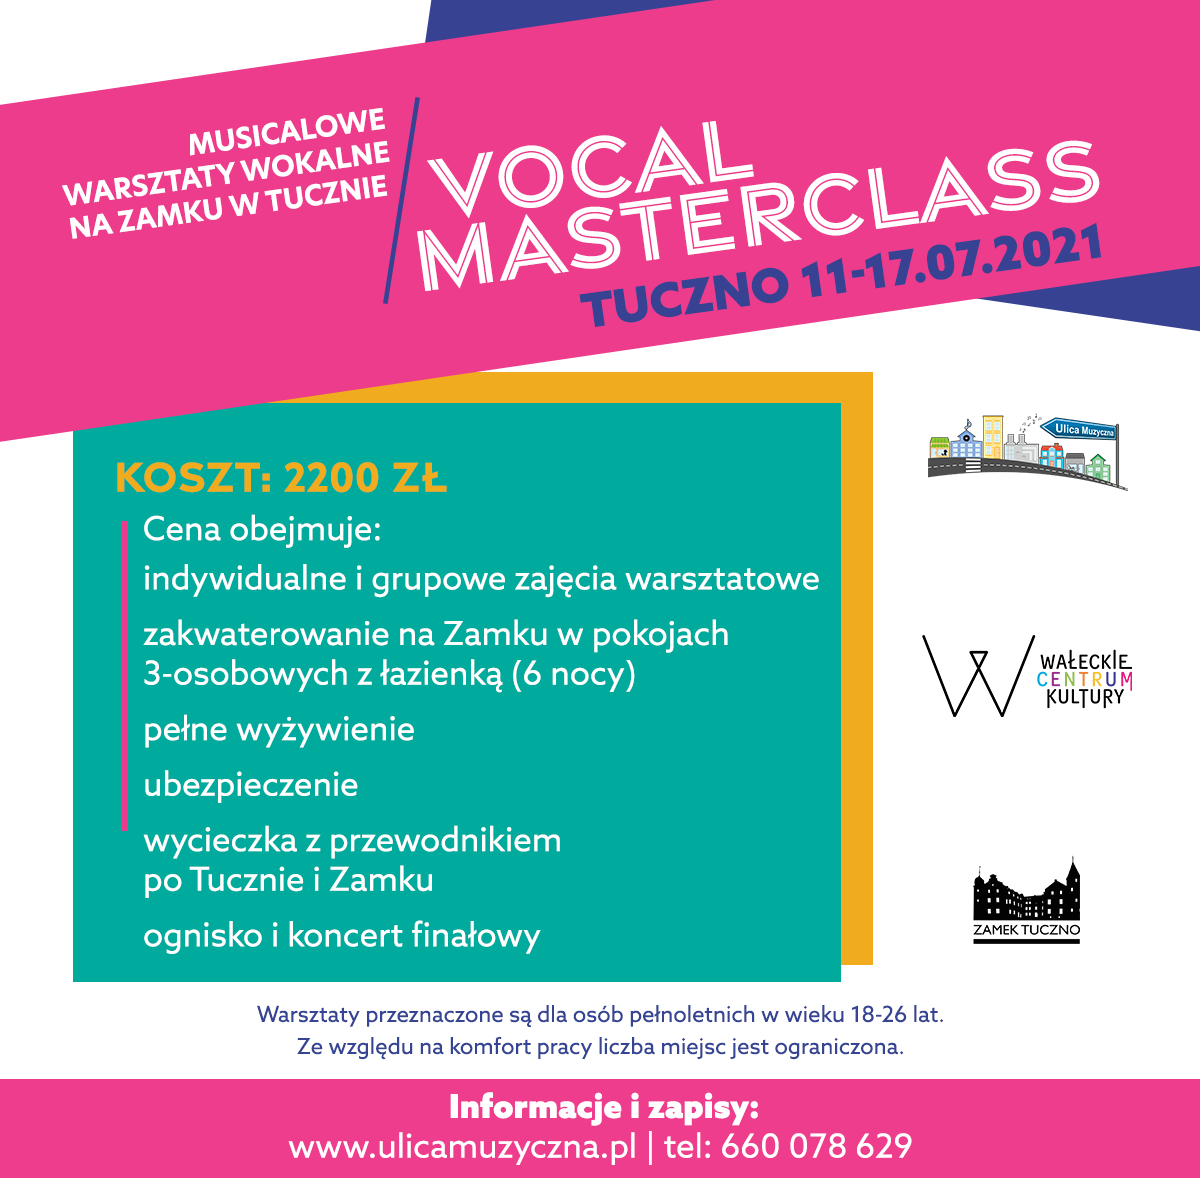 MUSICALOWE
WARSZTATY WOKALNE
NA ZAMKU W TUCZNIE
VOCAL
MASTERCLASS
TUCZNO 11-17.07.2021
KOSZT: 2200 ZŁ
Cena obejmuje:
indywidualne i grupowe zajęcia warsztatowe
zakwaterowanie na Zamku w pokojach
3-osobowych z łazienką (6 nocy)
pełne wyżywienie
ubezpieczenie
wycieczka z przewodnikiem
po Tucznie i Zamku
ognisko i koncert finałowy
Ulica Muzyczna
WAŁECKIE
CENTRUM
KULTURY
ZAMEK TUCZNO
Warsztaty przeznaczone są dla osób pełnoletnich w wieku 18-26 lat.
Ze względu na komfort pracy liczba miejsc jest ograniczona.
Informacje i zapisy:
www.ulicamuzyczna.pl | tel: 660 078 629